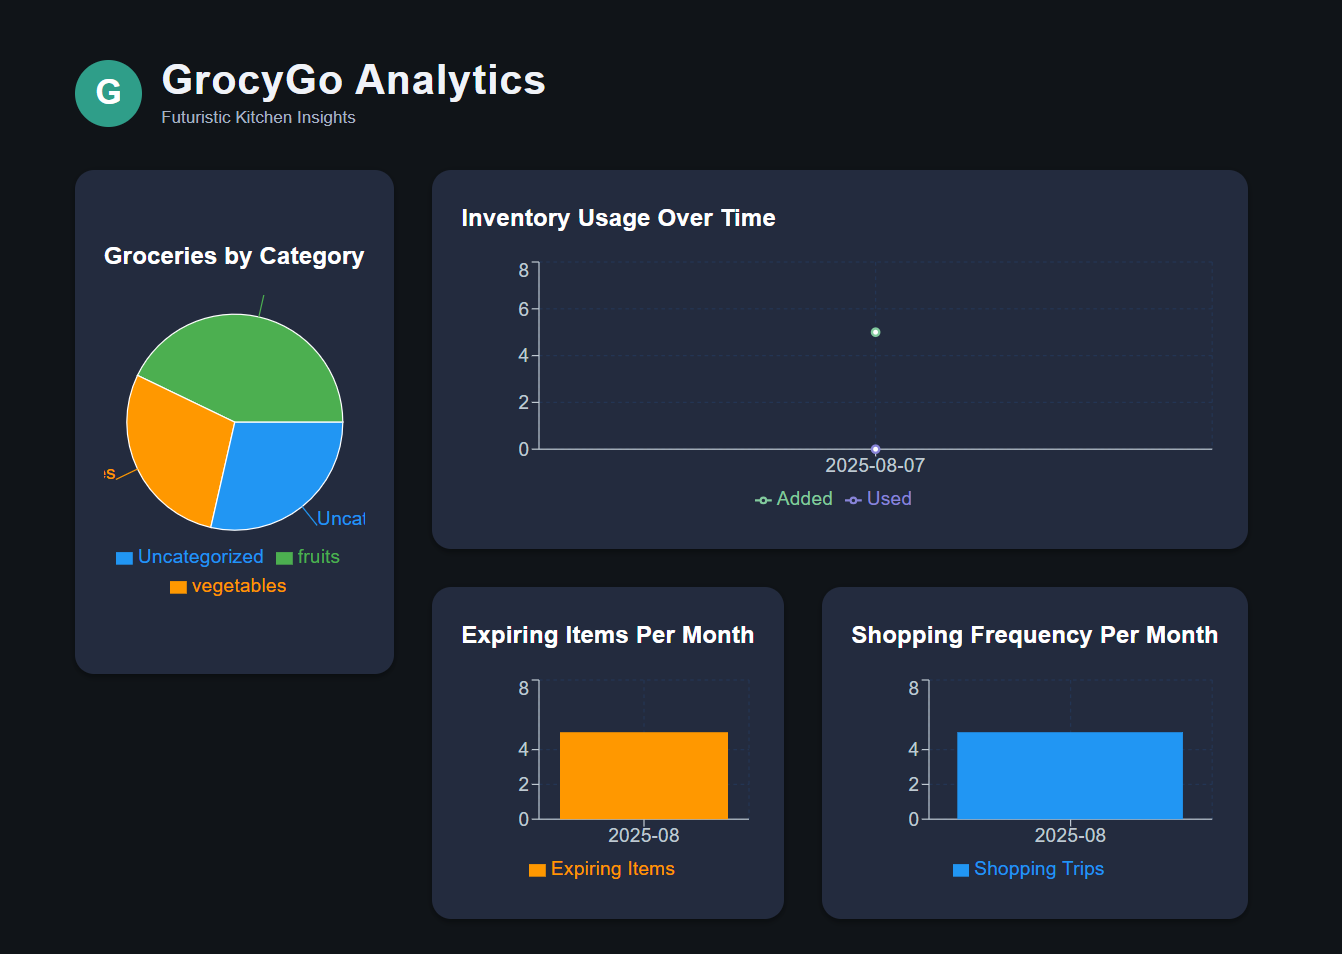 G
GrocyGo Analytics
Futuristic Kitchen Insights
Groceries by Category
es
Uncat
Uncategorized fruits
vegetables
Inventory Usage Over Time
8
6
4
2
0
2025-08-07
Added Used
Expiring Items Per Month
8
4
2
0
2025-08
Expiring Items
Shopping Frequency Per Month
8
4
2
0
2025-08
Shopping Trips